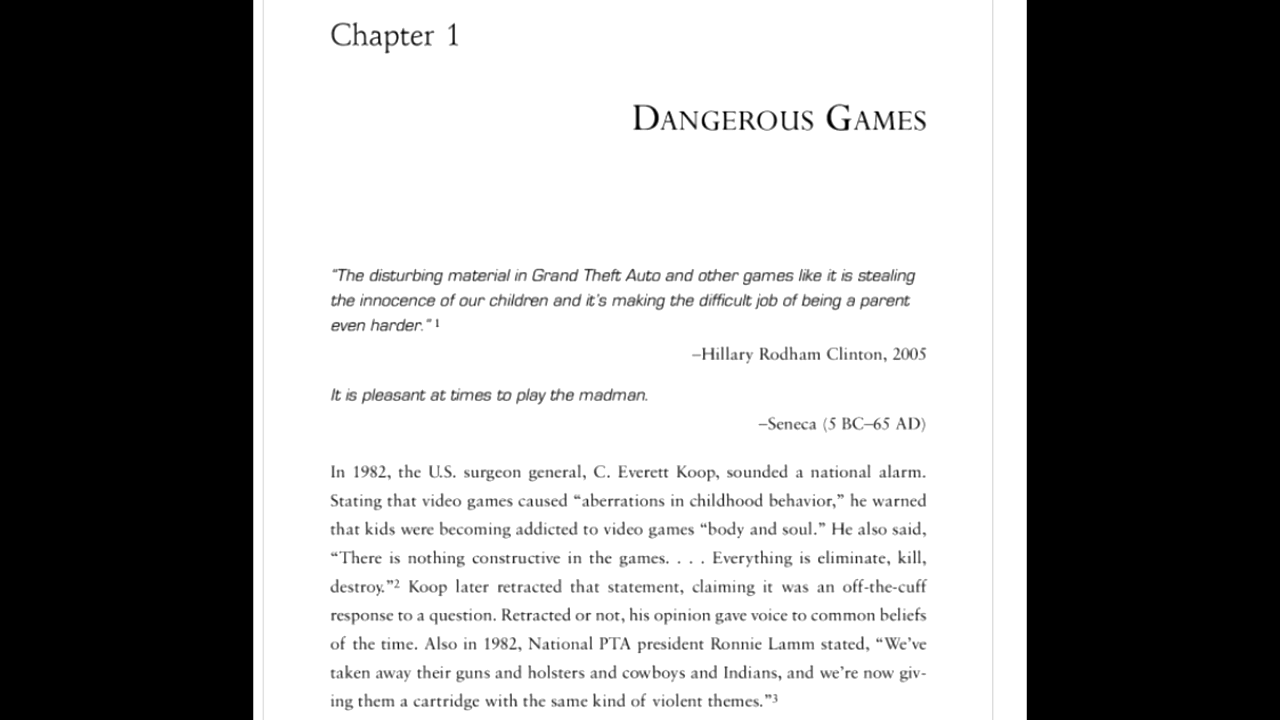 Chapter 1
DANGEROUS GAMES
"The disturbing material in Grand Theft Auto and other games like it is stealing
the innocence of our children and it's making the difficult job of being a parent
even harder." 1
–Hillary Rodham Clinton, 2005
It is pleasant at times to play the madman.
–Seneca (5 BC–65 AD)
In 1982, the U.S. surgeon general, C. Everett Koop, sounded a national alarm.
Stating that video games caused “aberrations in childhood behavior,” he warned
that kids were becoming addicted to video games “body and soul.” He also said,
“There is nothing constructive in the games. . . . Everything is eliminate, kill,
destroy.”2 Koop later retracted that statement, claiming it was an off-the-cuff
response to a question. Retracted or not, his opinion gave voice to common beliefs
of the time. Also in 1982, National PTA president Ronnie Lamm stated, “We’ve
taken away their guns and holsters and cowboys and Indians, and we’re now giv-
ing them a cartridge with the same kind of violent themes.”3